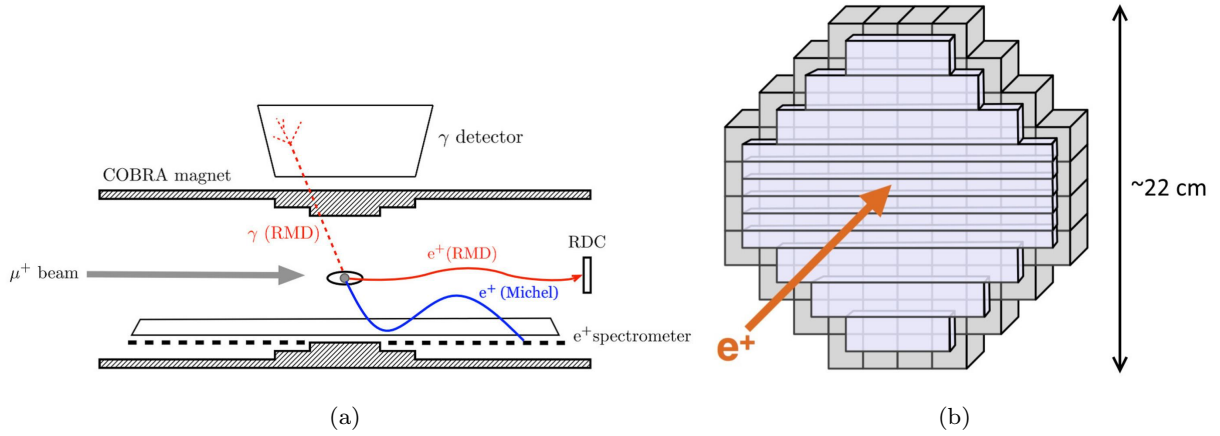 γ detector
COBRA magnet
γ (RMD)
RDC
e⁺(RMD)
μ⁺ beam
e⁺ (Michel)
e⁺spectrometer
(a)
~22 cm
e⁺
(b)